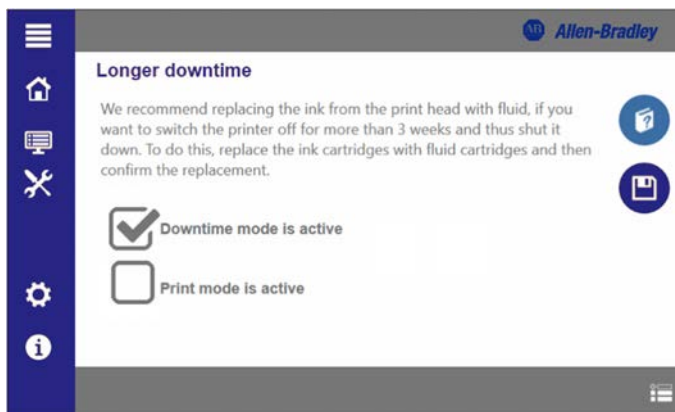 AB Allen-Bradley
Longer downtime
We recommend replacing the ink from the print head with fluid, if you
want to switch the printer off for more than 3 weeks and thus shut it
down. To do this, replace the ink cartridges with fluid cartridges and then
confirm the replacement.
Downtime mode is active
Print mode is active